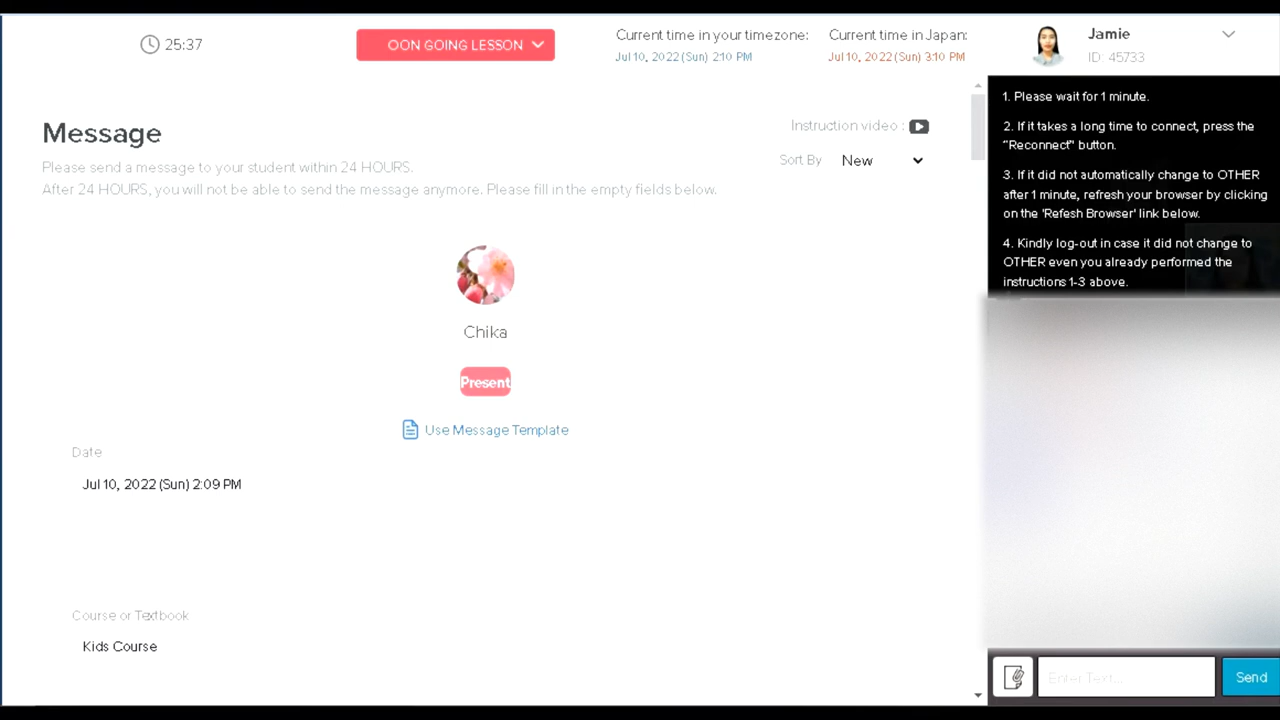 25:37
OON GOING LESSON
Current time in your timezone:
Jul 10, 2022 (Sun) 2:10 PM
Current time in Japan:
Jul 10, 2022 (Sun) 3:10 PM
Jamie
ID: 45733
Message
Please send a message to your student within 24 HOURS.
After 24 HOURS, you will not be able to send the message anymore. Please fill in the empty fields below.
Instruction video :
Sort By New
Chika
Present
Use Message Template
Date
Jul 10, 2022 (Sun) 2:09 PM
Course or Textbook
Kids Course
1. Please wait for 1 minute.
2. If it takes a long time to connect, press the
"Reconnect" button.
3. If it did not automatically change to OTHER
after 1 minute, refresh your browser by clicking
on the 'Refesh Browser' link below.
4. Kindly log-out in case it did not change to
OTHER even you already performed the
instructions 1-3 above.
Enter Text...
Send